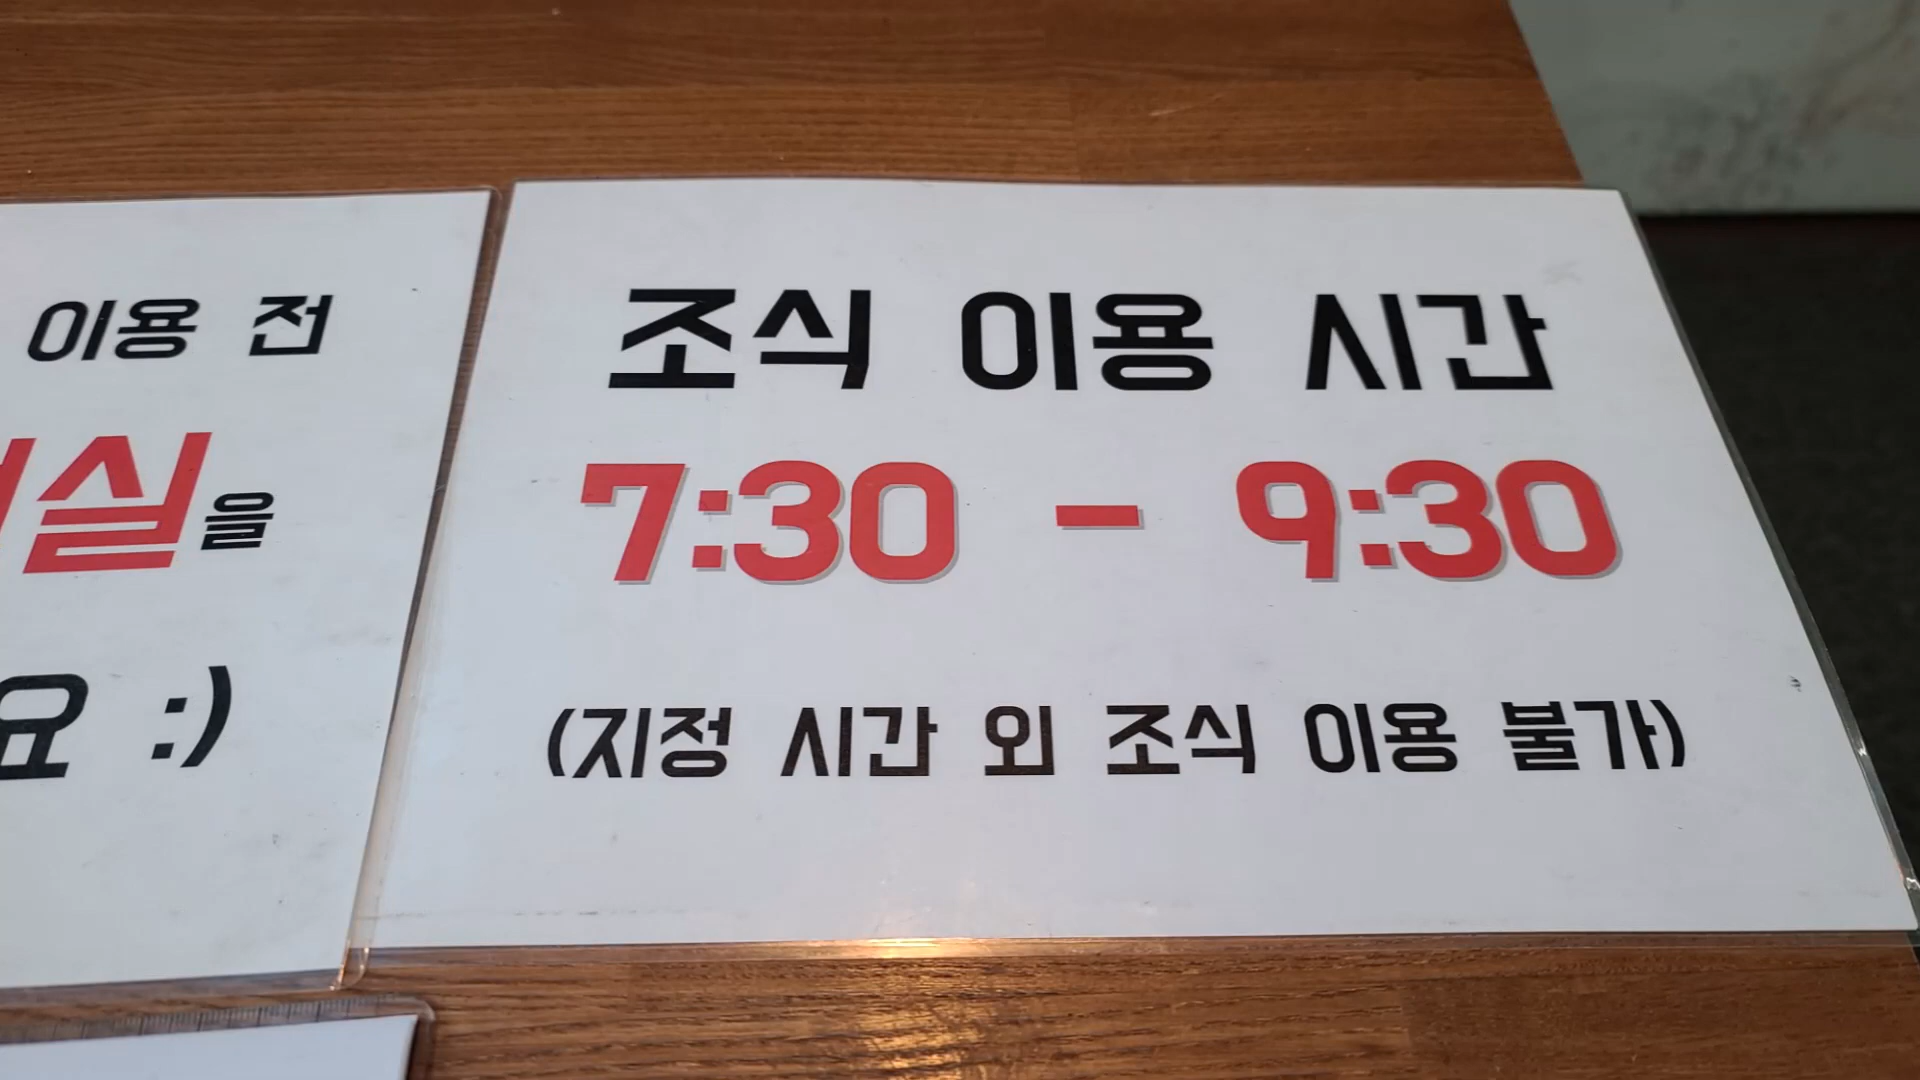 이용 전
실을
요 :)
조식 이용 시간
7:30 - 9:30
(지정 시간 외 조식 이용 불가)